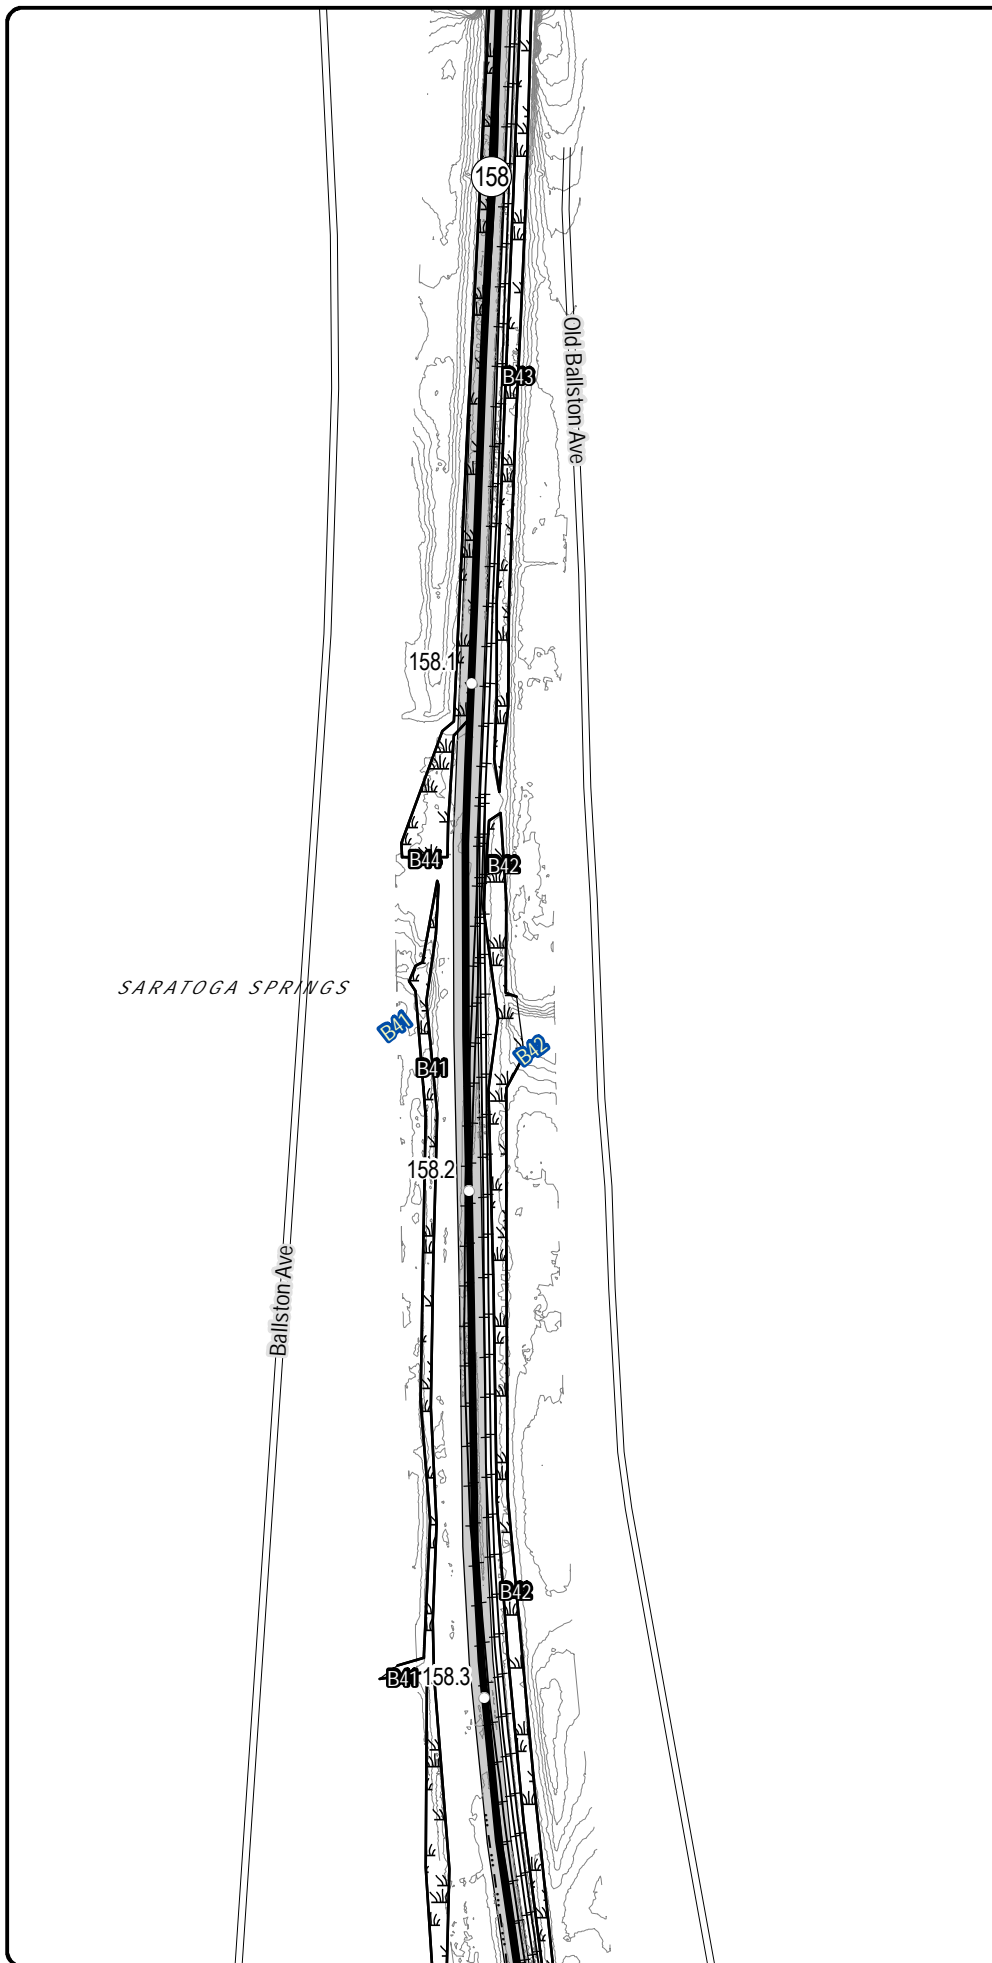 158
Old Ballston Ave
B43
158.1
B44
B42
SARATOGA SPRINGS
B41
B42
B41
158.2
Ballston Ave
B42
B41
158.3